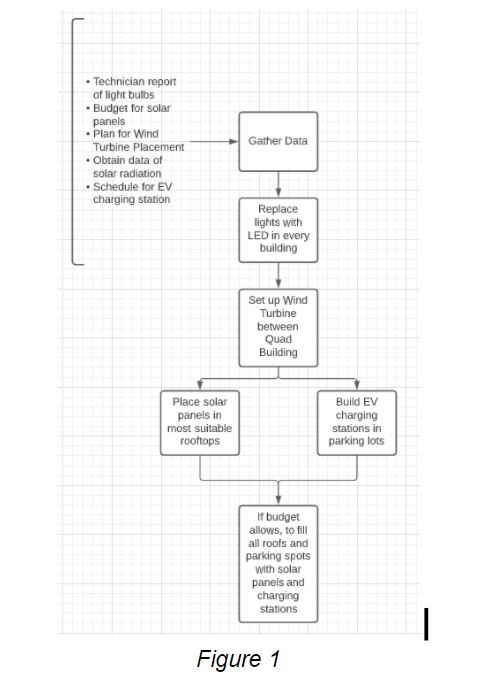 • Technician report
of light bulbs
• Budget for solar
panels
• Plan for Wind
Turbine Placement
• Obtain data of
solar radiation
• Schedule for EV
charging station
Gather Data
Replace
lights with
LED in every
building
Set up Wind
Turbine
between
Quad
Building
Place solar
panels in
most suitable
rooftops
Build EV
charging
stations in
parking lots
If budget
allows, to fill
all roofs and
parking spots
with solar
panels and
charging
stations
Figure 1